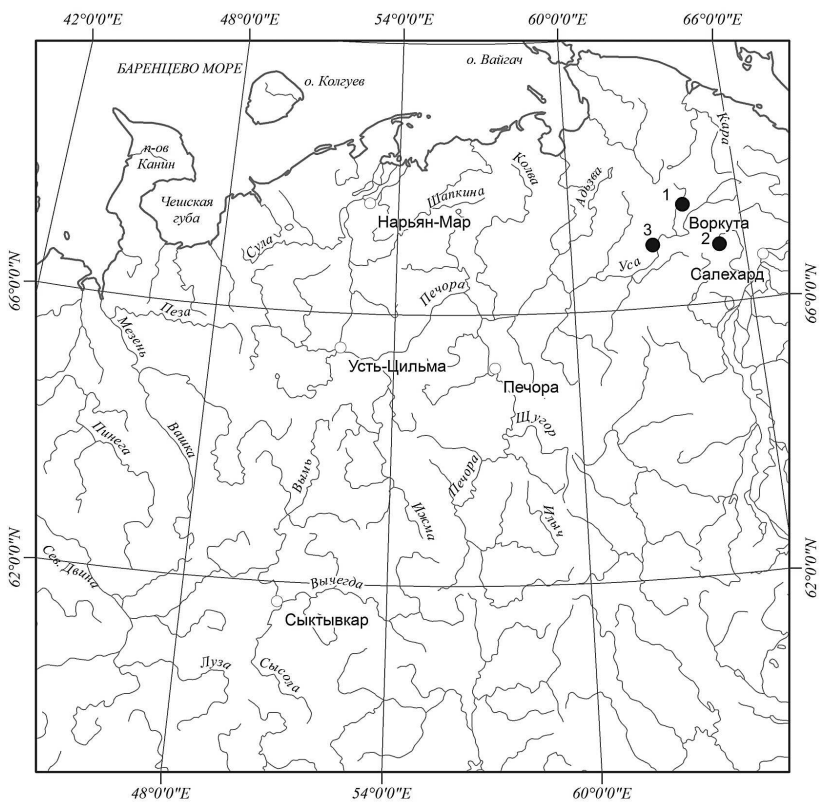 42°0'0"E
48°0'0"E
54°0'0"E
60°0'0"E
66°0'0"E
БАРЕНЦЕВО МОРЕ
о. Колгуев
о. Вайгач
п-ов
Канин
Чешская
губа
Кара
Колва
Адьзва
Шапкина
Нарьян-Мар
1
Воркута
3
2
Сула
Уса
Салехард
66°0'0"N
66°0'0"N
Печора
Пеза
Мезень
Усть-Цильма
Печора
Щугор
Пинега
Вашка
Вымь
Печора
Ижма
Илыч
62°0'0"N
62°0'0"N
Сев. Двина
Вычегда
Сыктывкар
Луза
Сысола
48°0'0"E
54°0'0"E
60°0'0"E